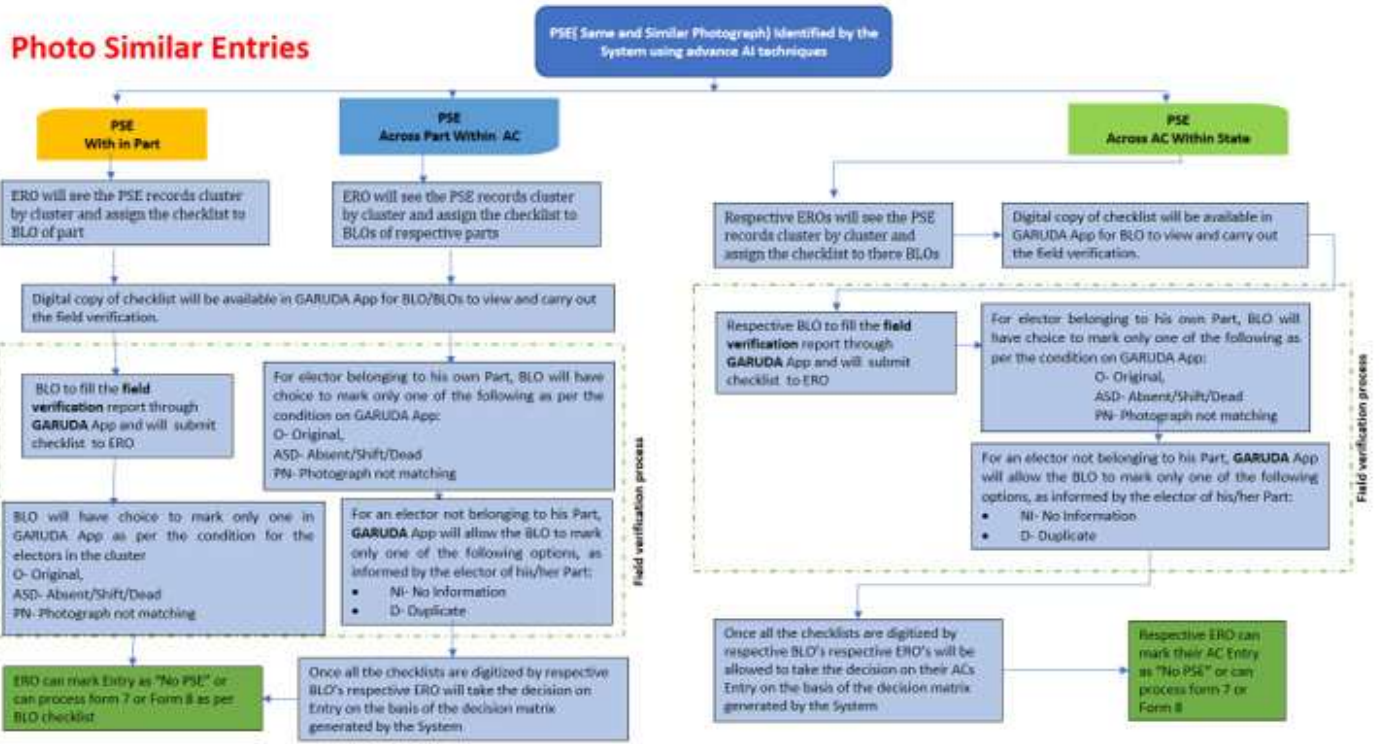 Photo Similar Entries
PSE( Same and Similar Photograph) Identified by the
System using advance AI techniques
PSE
With in Part
PSE
Across Part Within AC
PSE
Across AC Within State
ERO will see the PSE records cluster
by cluster and assign the checklist to
BLO of part
ERO will see the PSE records cluster
by cluster and assign the checklist to
BLOs of respective parts
Respective EROs will see the PSE
records cluster by cluster and
assign the checklist to there BLOs
Digital copy of checklist will be available in
GARUDA App for BLO to view and carry out
the field verification.
Digital copy of checklist will be available in GARUDA App for BLO/BLOs to view and carry out
the field verification.
BLO to fill the field
verification report through
GARUDA App and will submit
checklist to ERO
For elector belonging to his own Part, BLO will have
choice to mark only one of the following as per the
condition on GARUDA App:
O- Original,
ASD- Absent/Shift/Dead
PN- Photograph not matching
BLO will have choice to mark only one in
GARUDA App as per the condition for the
electors in the cluster
O- Original,
ASD- Absent/Shift/Dead
PN- Photograph not matching
For an elector not belonging to his Part,
GARUDA App will allow the BLO to mark
only one of the following options, as
informed by the elector of his/her Part:
• NI- No Information
• D- Duplicate
Field verification process
ERO can mark Entry as "No PSE" or
can process form 7 or Form 8 as per
BLO checklist
Once all the checklists are digitized by respective
BLO's respective ERO will take the decision on
Entry on the basis of the decision matrix
generated by the System
Respective BLO to fill the field
verification report through
GARUDA App and will submit
checklist to ERO
For elector belonging to his own Part, BLO will
have choice to mark only one of the following as
per the condition on GARUDA App:
O- Original,
ASD- Absent/Shift/Dead
PN- Photograph not matching
For an elector not belonging to his Part, GARUDA App
will allow the BLO to mark only one of the following
options, as informed by the elector of his/her Part:
• NI- No Information
• D- Duplicate
Field verification process
Once all the checklists are digitized by
respective BLO's respective ERO's will be
allowed to take the decision on their ACs
Entry on the basis of the decision matrix
generated by the System
Respective ERO can
mark their AC Entry
as "No PSE" or can
process form 7 or
Form 8